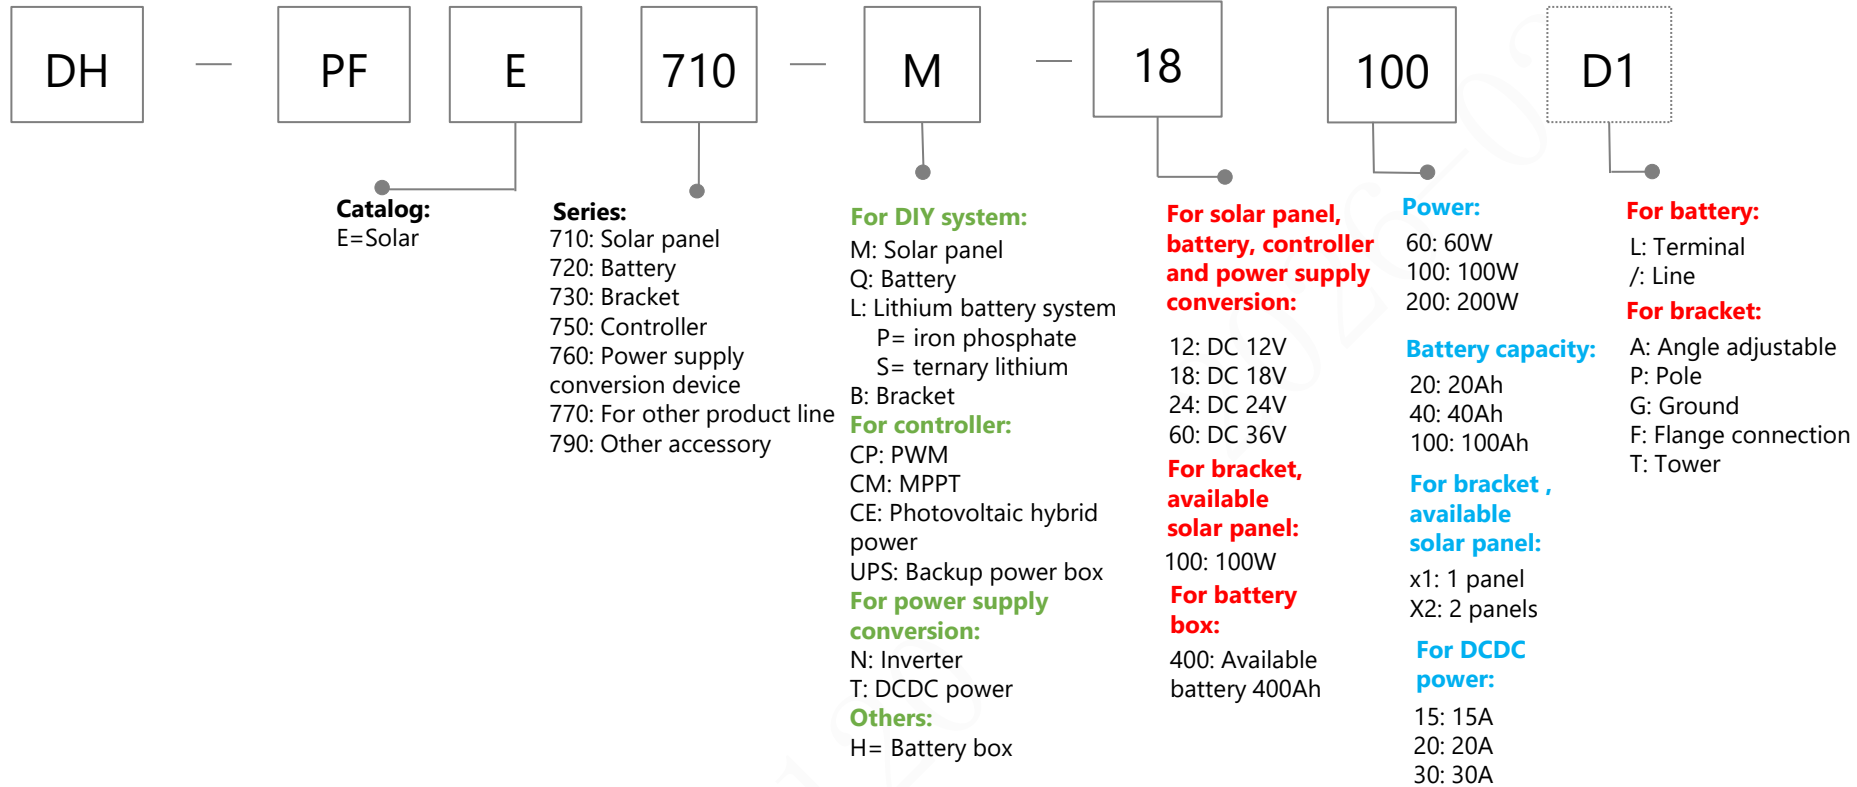 DH — PF E 710 — M — 18 100 D1
Catalog:
E=Solar
Series:
710: Solar panel
720: Battery
730: Bracket
750: Controller
760: Power supply
conversion device
770: For other product line
790: Other accessory
For DIY system:
M: Solar panel
Q: Battery
L: Lithium battery system
P= iron phosphate
S= ternary lithium
B: Bracket
For controller:
CP: PWM
CM: MPPT
CE: Photovoltaic hybrid
power
UPS: Backup power box
For power supply
conversion:
N: Inverter
T: DCDC power
Others:
H= Battery box
For solar panel,
battery, controller
and power supply
conversion:
12: DC 12V
18: DC 18V
24: DC 24V
60: DC 36V
For bracket,
available
solar panel:
100: 100W
For battery
box:
400: Available
battery 400Ah
Power:
60: 60W
100: 100W
200: 200W
Battery capacity:
20: 20Ah
40: 40Ah
100: 100Ah
For bracket ,
available
solar panel:
x1: 1 panel
X2: 2 panels
For DCDC
power:
15: 15A
20: 20A
30: 30A
For battery:
L: Terminal
/: Line
For bracket:
A: Angle adjustable
P: Pole
G: Ground
F: Flange connection
T: Tower